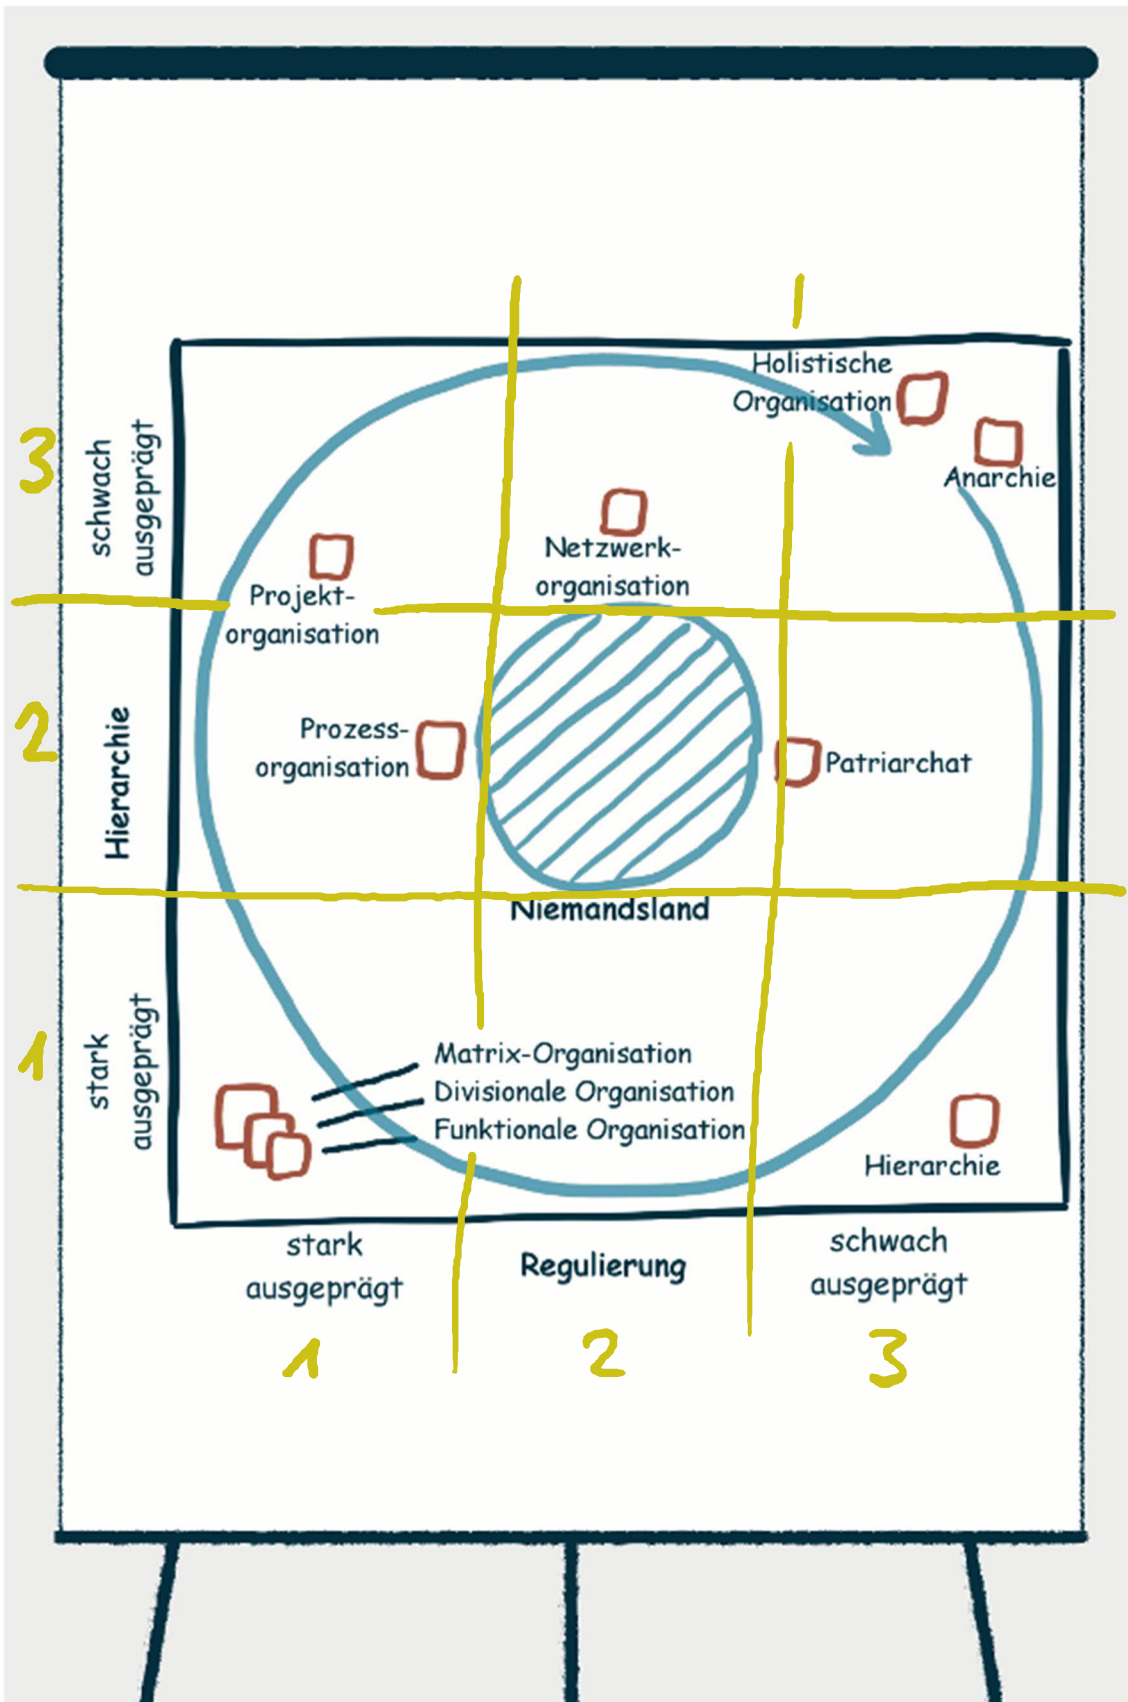 Holistische
Organisation
Anarchie
3
schwach
ausgeprägt
Netzwerk-
organisation
Projekt-
organisation
2
Hierarchie
Prozess-
organisation
Patriarchat
Niemandsland
1
stark
ausgeprägt
Matrix-Organisation
Divisionale Organisation
Funktionale Organisation
Hierarchie
stark
ausgeprägt
Regulierung
schwach
ausgeprägt
1
2
3